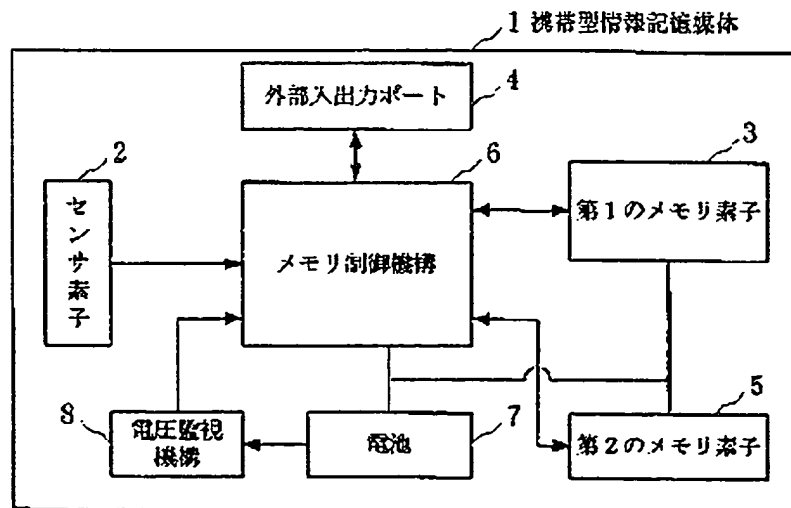 1 携帯型情報記憶媒体
外部入出力ポート
4
2
6
3
センサ素子
メモリ制御機構
第1のメモリ素子
8
電圧監視
機構
電池
7
5
第2のメモリ素子